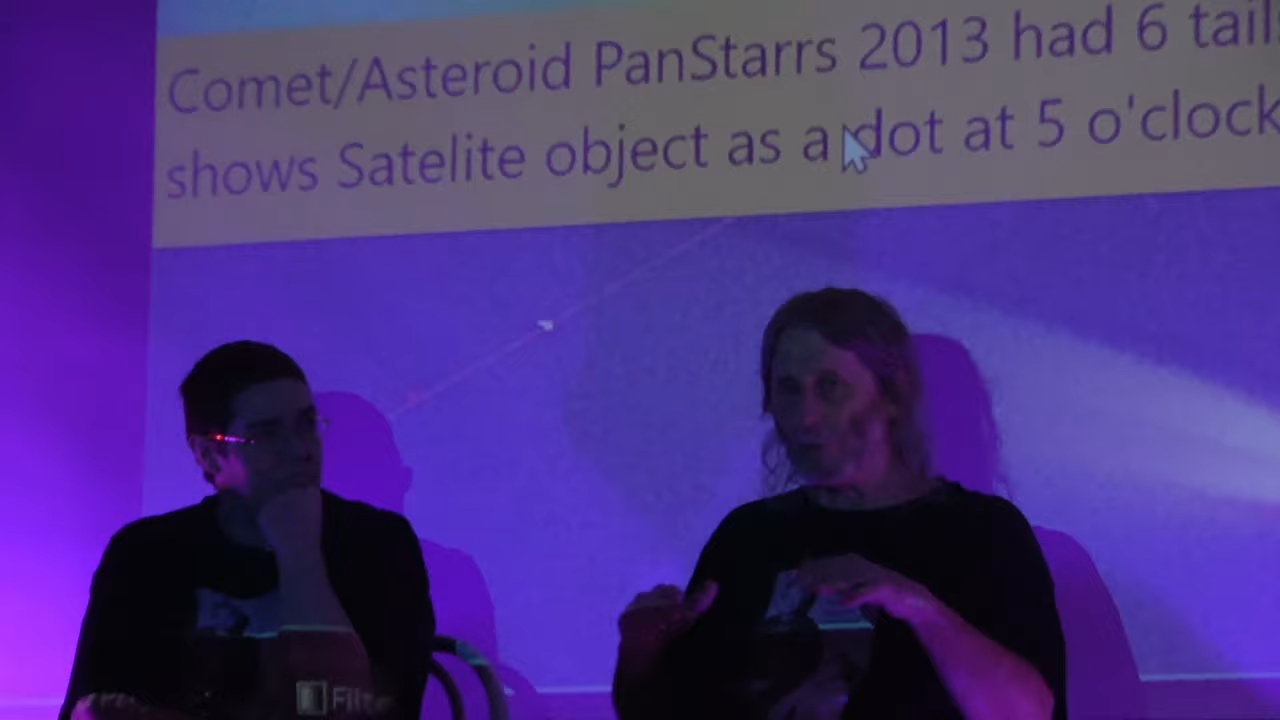 Comet/Asteroid PanStarrs 2013 had 6 tail
shows Satelite object as a dot at 5 o'clock